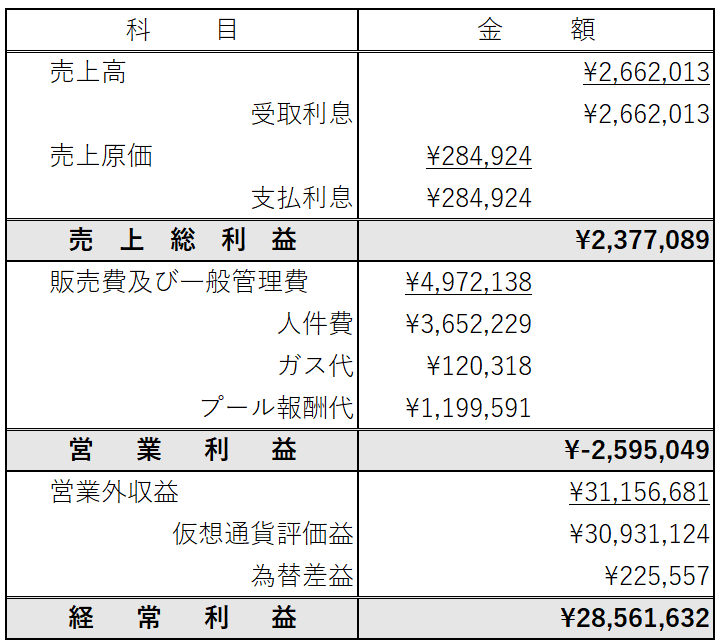 科目 金額
売上高 ¥2,662,013
受取利息 ¥2,662,013
売上原価 ¥284,924
支払利息 ¥284,924
売上総利益 ¥2,377,089
販売費及び一般管理費 ¥4,972,138
人件費 ¥3,652,229
ガス代 ¥120,318
プール報酬代 ¥1,199,591
営業利益 ¥-2,595,049
営業外収益 ¥31,156,681
仮想通貨評価益 ¥30,931,124
為替差益 ¥225,557
経常利益 ¥28,561,632